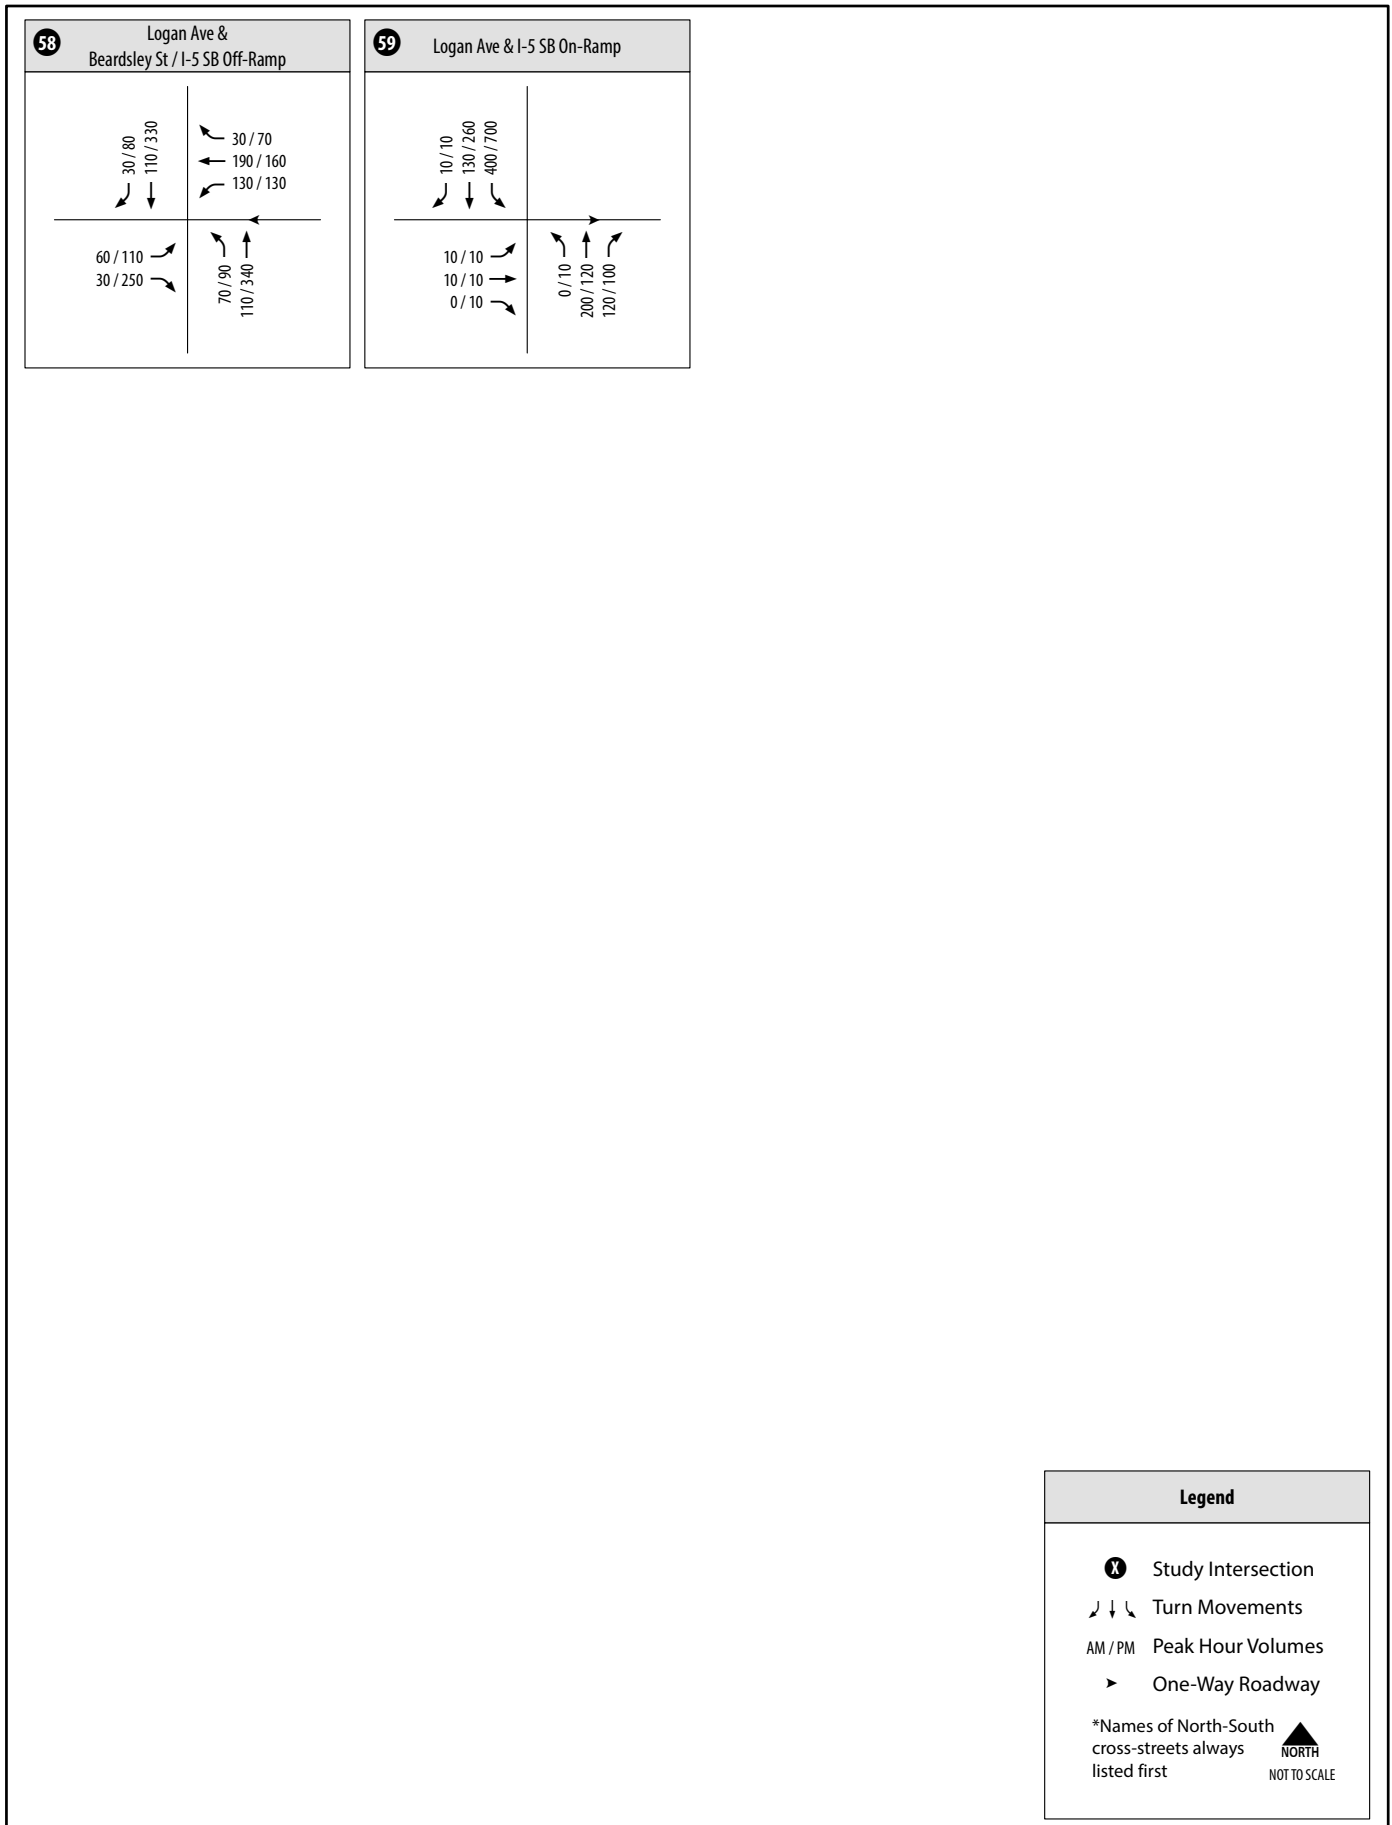 58
Logan Ave &
Beardsley St / I-5 SB Off-Ramp
30 / 80
110 / 330
30 / 70
190 / 160
130 / 130
60 / 110
30 / 250
70 / 90
110 / 340
59
Logan Ave & I-5 SB On-Ramp
10 / 10
130 / 260
400 / 700
10 / 10
10 / 10
0 / 10
0 / 10
200 / 120
120 / 100
Legend
X Study Intersection
Turn Movements
AM / PM Peak Hour Volumes
One-Way Roadway
*Names of North-South
cross-streets always
listed first
NORTH
NOT TO SCALE